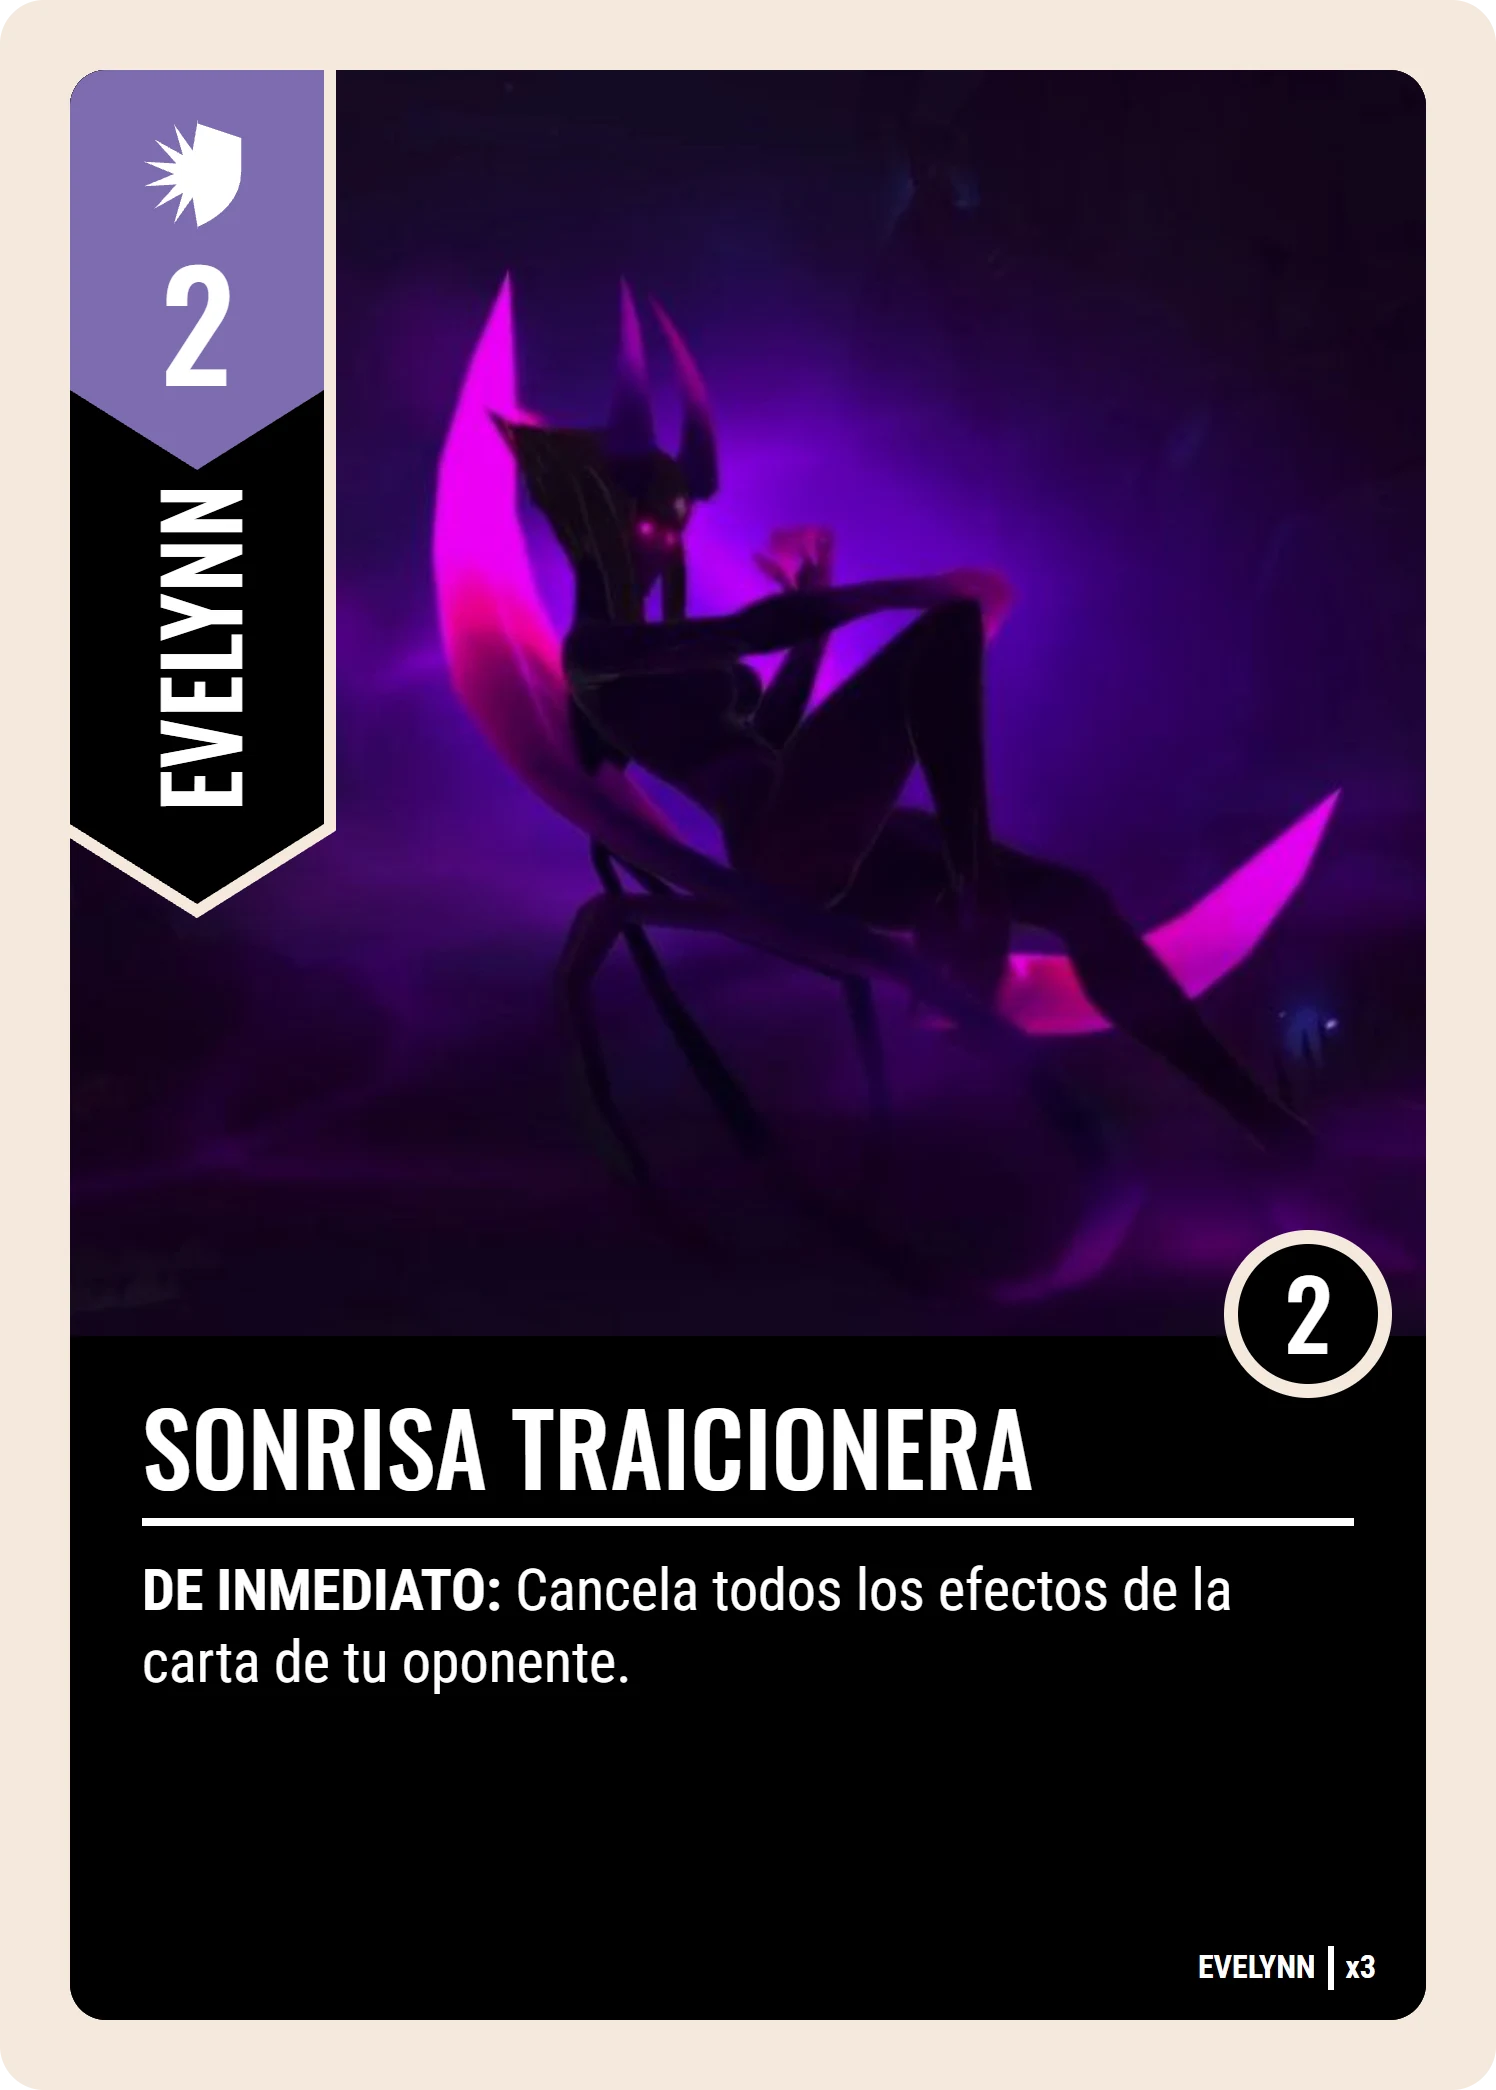 2
EVELYNN
2
SONRISA TRAICIONERA
DE INMEDIATO: Cancela todos los efectos de la
carta de tu oponente.
EVELYNN | x3